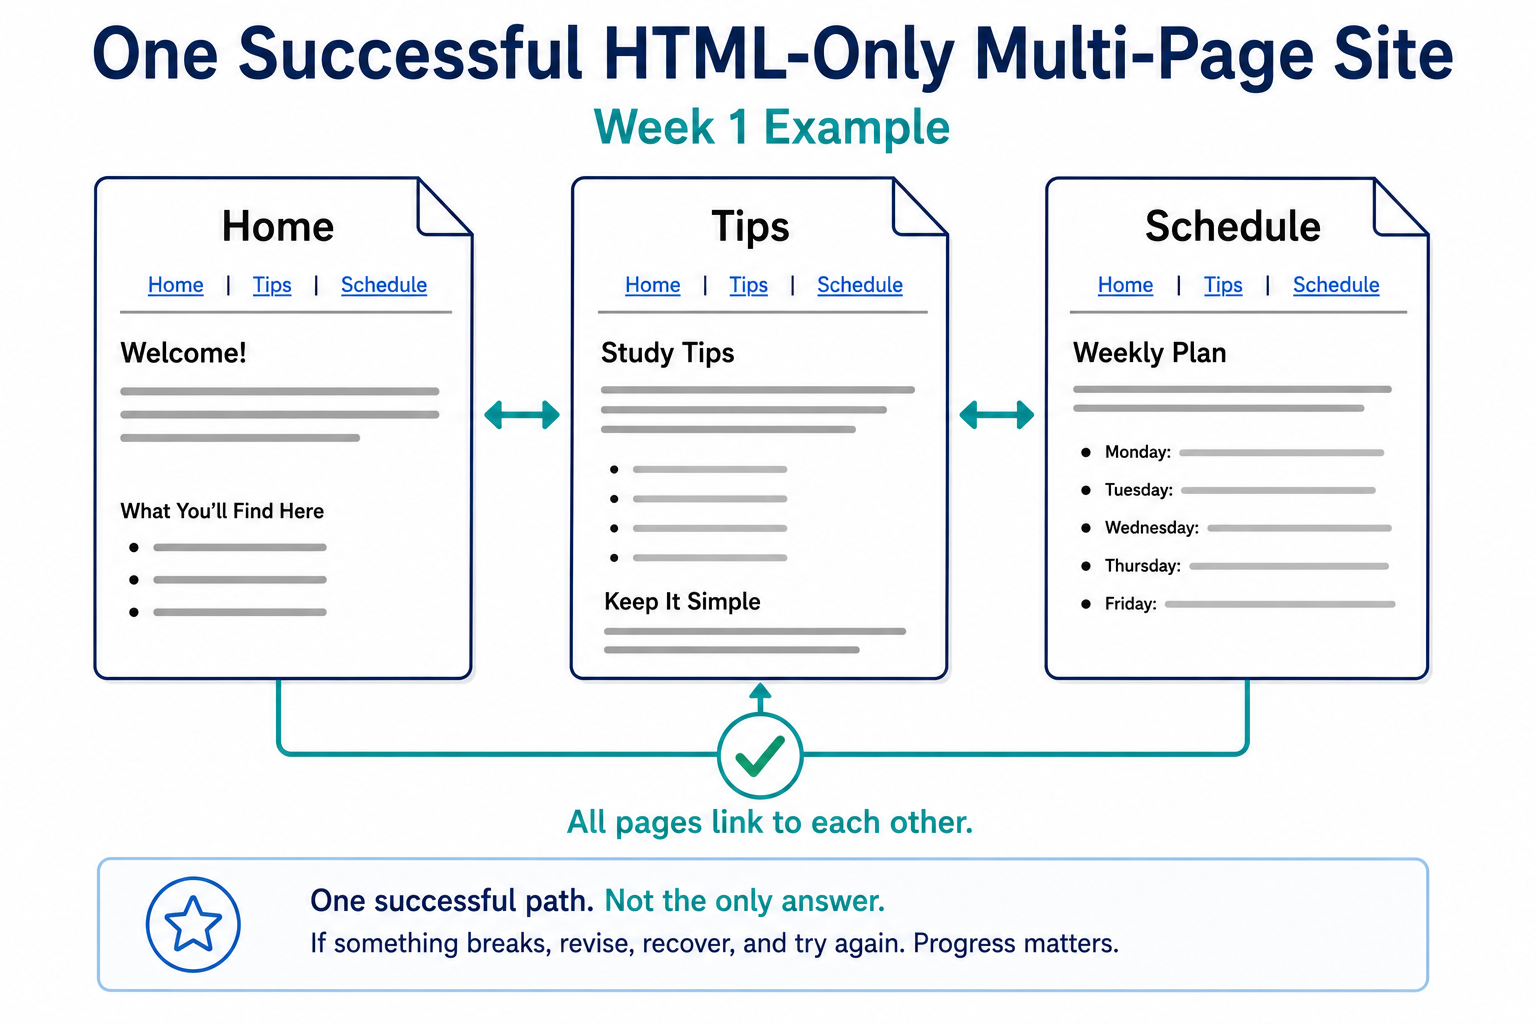 One Successful HTML-Only Multi-Page Site
Week 1 Example
Home
Home | Tips | Schedule
Welcome!
What You’ll Find Here
Tips
Home | Tips | Schedule
Study Tips
Keep It Simple
Schedule
Home | Tips | Schedule
Weekly Plan
Monday:
Tuesday:
Wednesday:
Thursday:
Friday:
All pages link to each other.
One successful path. Not the only answer.
If something breaks, revise, recover, and try again. Progress matters.